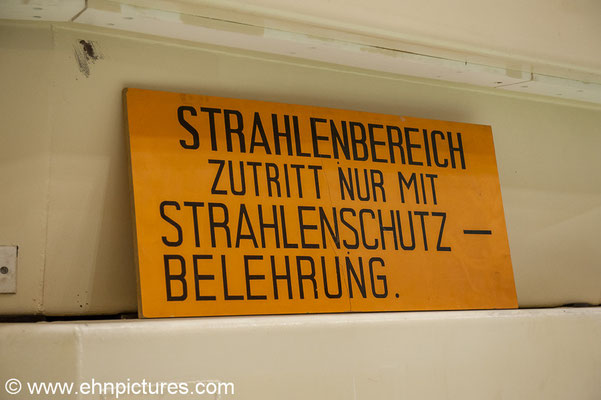 STRAHLENBEREICH
ZUTRITT NUR MIT
STRAHLENSCHUTZ –
BELEHRUNG.
© www.ehnpictures.com